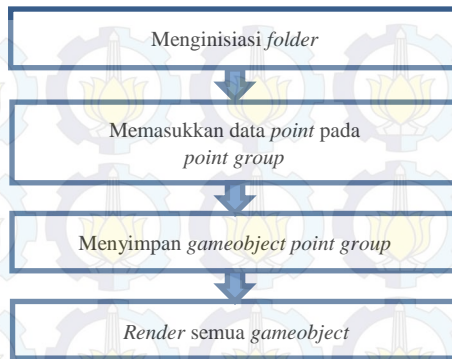 Menginisiasi folder
Memasukkan data point pada
point group
Menyimpan gameobject point group
Render semua gameobject